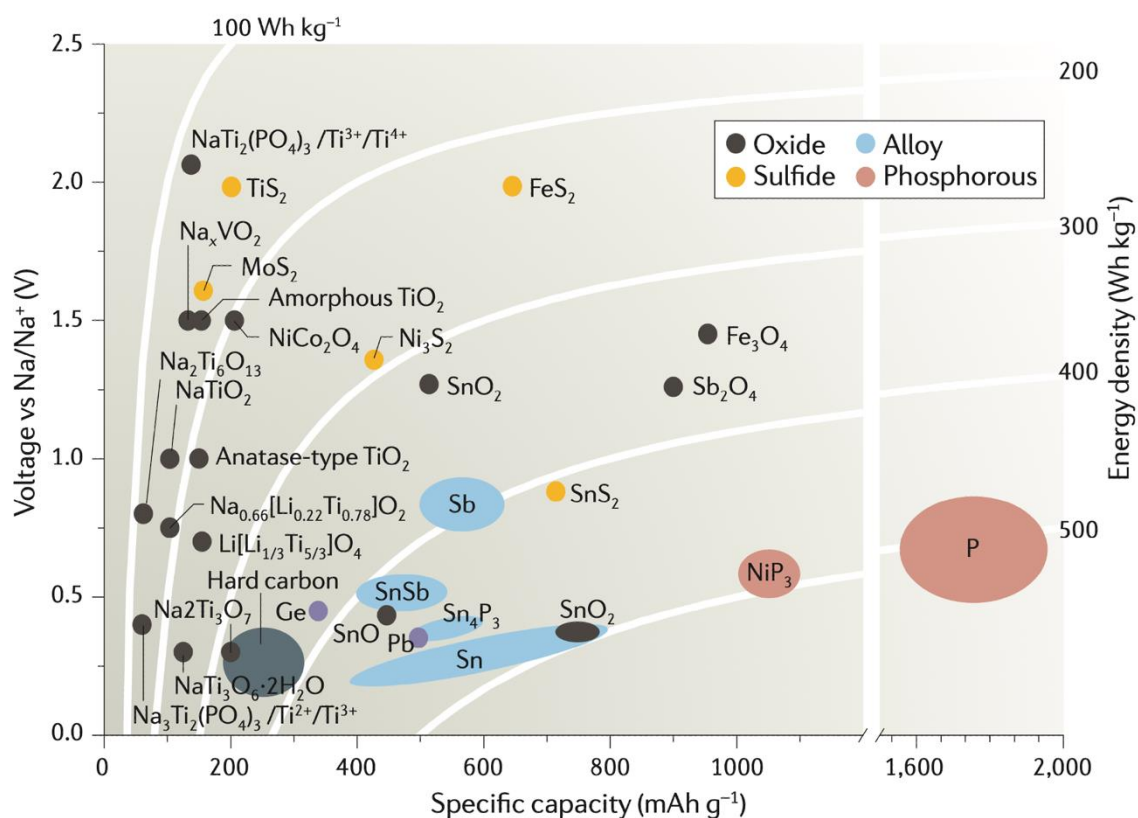 100 Wh kg⁻¹
2.5
2.0
1.5
1.0
0.5
0.0
Voltage vs Na/Na⁺ (V)
0
200
400
600
800
1000
1,600
2,000
Specific capacity (mAh g⁻¹)
200
300
400
500
Energy density (Wh kg⁻¹)
Oxide
Alloy
Sulfide
Phosphorous
NaTi₂(PO₄)₃ /Ti³⁺/Ti⁴⁺
TiS₂
FeS₂
NaₓVO₂
MoS₂
Amorphous TiO₂
NiCo₂O₄
Ni₃S₂
Fe₃O₄
Na₂Ti₆O₁₃
NaTiO₂
SnO₂
Sb₂O₄
Anatase-type TiO₂
Na₀.₆₆[Li₀.₂₂Ti₀.₇₈]O₂
Sb
SnS₂
Li[Li₁/₃Ti₅/₃]O₄
Hard carbon
Na2Ti₃O₇
Ge
SnSb
SnO
Sn₄P₃
Pb
Sn
SnO₂
NiP₃
P
NaTi₃O₆·2H₂O
Na₃Ti₂(PO₄)₃ /Ti²⁺/Ti³⁺